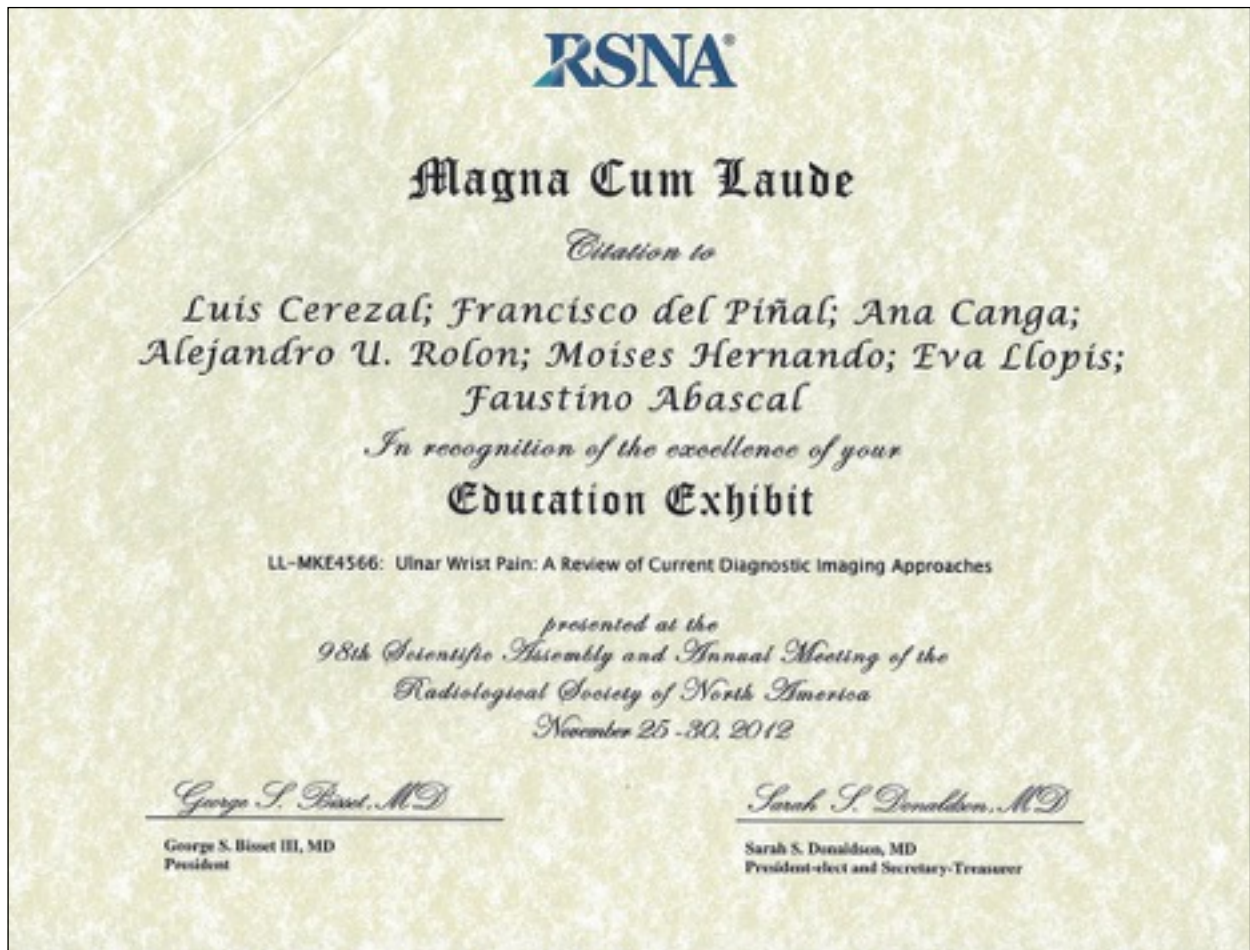 RSNA®
Magna Cum Laude
Citation to
Luis Cerezal; Francisco del Piñal; Ana Canga;
Alejandro U. Rolon; Moises Hernando; Eva Llopis;
Faustino Abascal
In recognition of the excellence of your
Education Exhibit
LL-MKE4566: Ulnar Wrist Pain: A Review of Current Diagnostic Imaging Approaches
presented at the
98th Scientific Assembly and Annual Meeting of the
Radiological Society of North America
November 25-30, 2012
George S. Bisset, MD
Sarah S. Donaldson, MD
George S. Bisset III, MD
President
Sarah S. Donaldson, MD
President-elect and Secretary-Treasurer